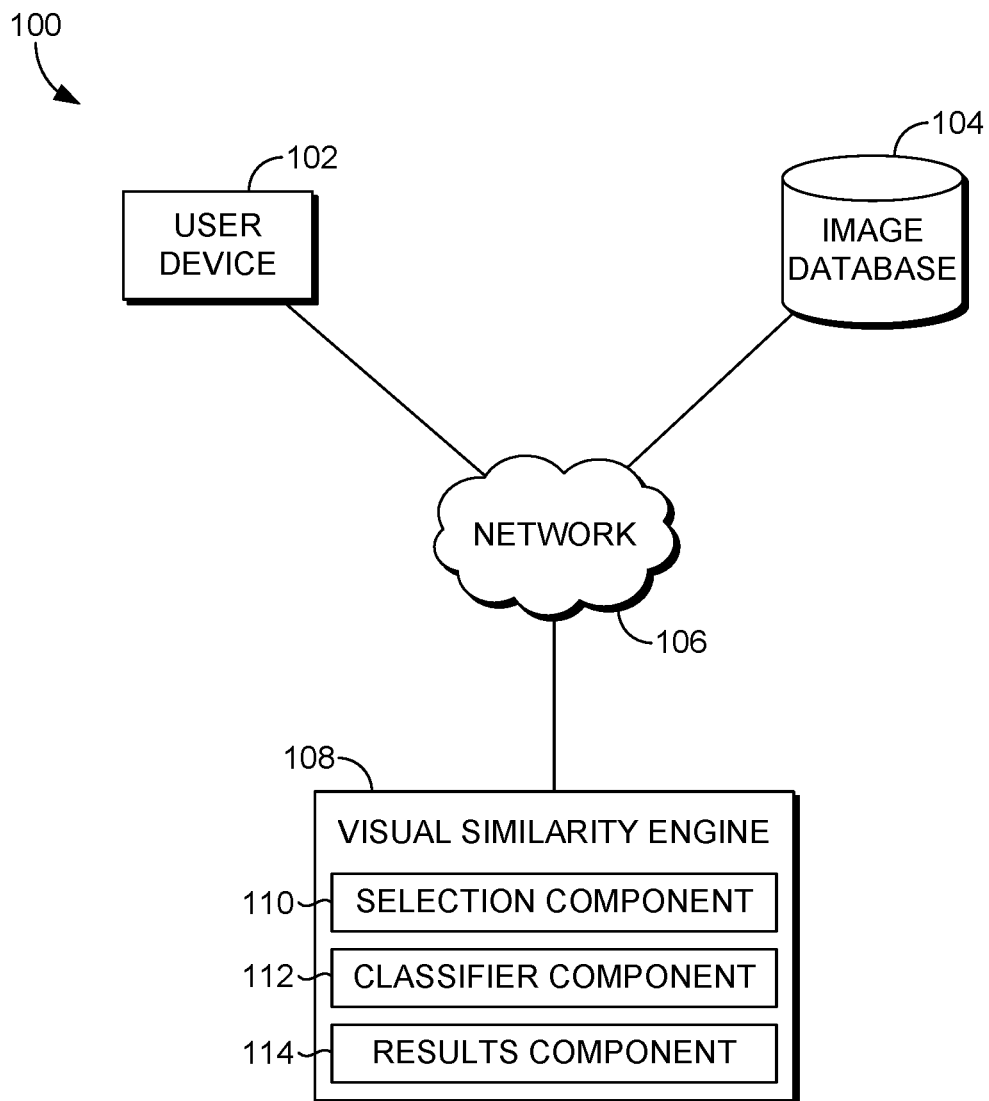 100
102
104
USER
DEVICE
IMAGE
DATABASE
NETWORK
106
108
VISUAL SIMILARITY ENGINE
110
SELECTION COMPONENT
112
CLASSIFIER COMPONENT
114
RESULTS COMPONENT